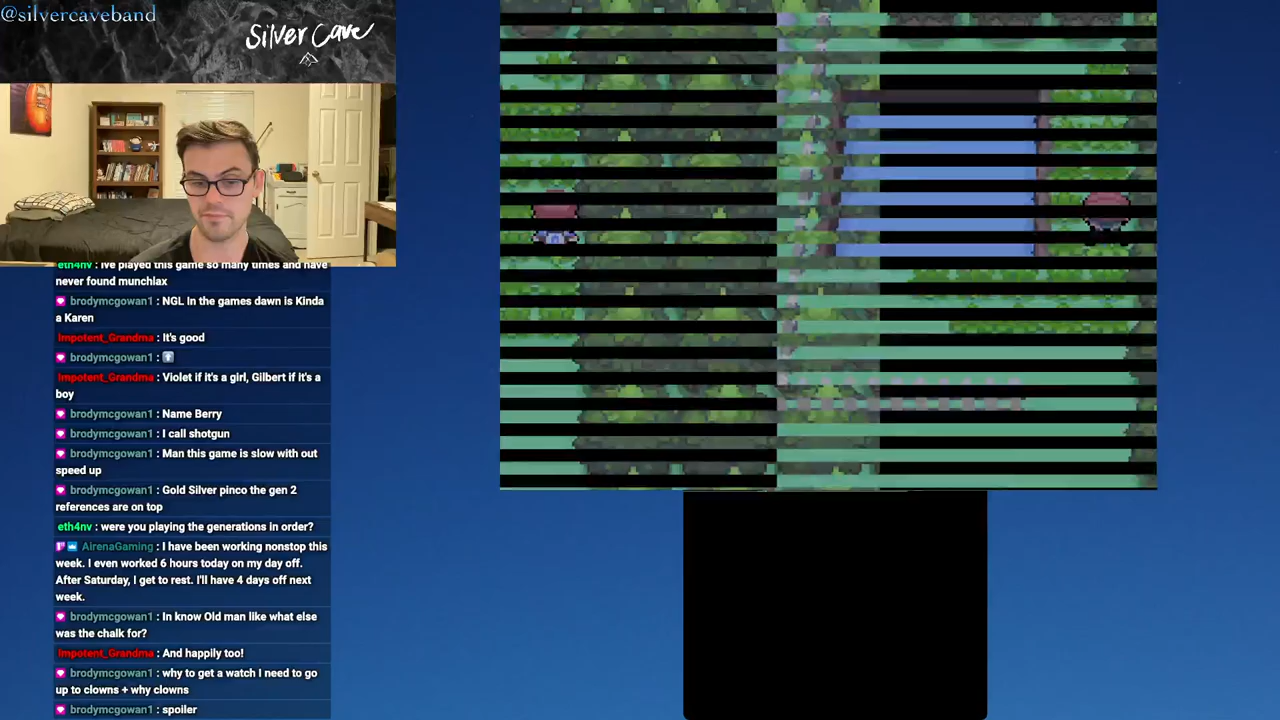 @silvercaveband
Silver Cave
eth4nv : Ive played this game so many times and have
never found munchlax
brodymcgowan1 : NGL In the games dawn is Kinda
a Karen
Impotent_Grandma : It's good
brodymcgowan1 : ⬆
Impotent_Grandma : Violet if it's a girl, Gilbert if it's a
boy
brodymcgowan1 : Name Berry
brodymcgowan1 : I call shotgun
brodymcgowan1 : Man this game is slow with out
speed up
brodymcgowan1 : Gold Silver pinco the gen 2
references are on top
eth4nv : were you playing the generations in order?
AirenaGaming : I have been working nonstop this
week. I even worked 6 hours today on my day off.
After Saturday, I get to rest. I'll have 4 days off next
week.
brodymcgowan1 : In know Old man like what else
was the chalk for?
Impotent_Grandma : And happily too!
brodymcgowan1 : why to get a watch I need to go
up to clowns + why clowns
brodymcgowan1 : spoiler